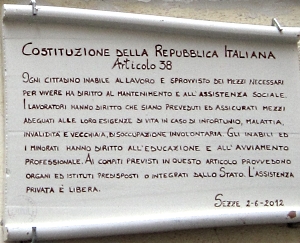 COSTITUZIONE DELLA REPUBBLICA ITALIANA
ARTICOLO 38
OGNI CITTADINO INABILE AL LAVORO E SPROVVISTO DEI MEZZI NECESSARI
PER VIVERE HA DIRITTO AL MANTENIMENTO E ALL'ASSISTENZA SOCIALE.
I LAVORATORI HANNO DIRITTO CHE SIANO PREVEDUTI ED ASSICURATI MEZZI
ADEGUATI ALLE LORO ESIGENZE DI VITA IN CASO DI INFORTUNIO, MALATTIA,
INVALIDITÀ E VECCHIAIA, DISOCCUPAZIONE INVOLONTARIA. GLI INABILI ED
I MINORATI HANNO DIRITTO ALL'EDUCAZIONE E ALL'AVVIAMENTO
PROFESSIONALE. AI COMPITI PREVISTI IN QUESTO ARTICOLO PROVVEDONO
ORGANI ED ISTITUTI PREDISPOSTI O INTEGRATI DALLO STATO. L'ASSISTENZA
PRIVATA È LIBERA.
SEZZE 2-6-2012